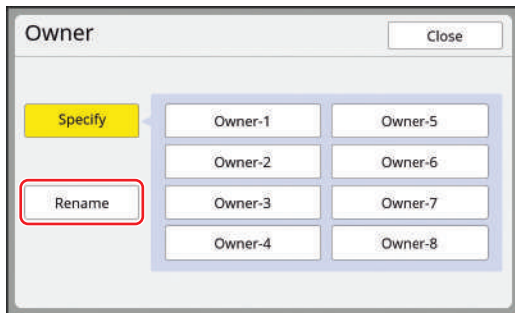 Owner
Close
Specify
Owner-1
Owner-5
Owner-2
Owner-6
Rename
Owner-3
Owner-7
Owner-4
Owner-8